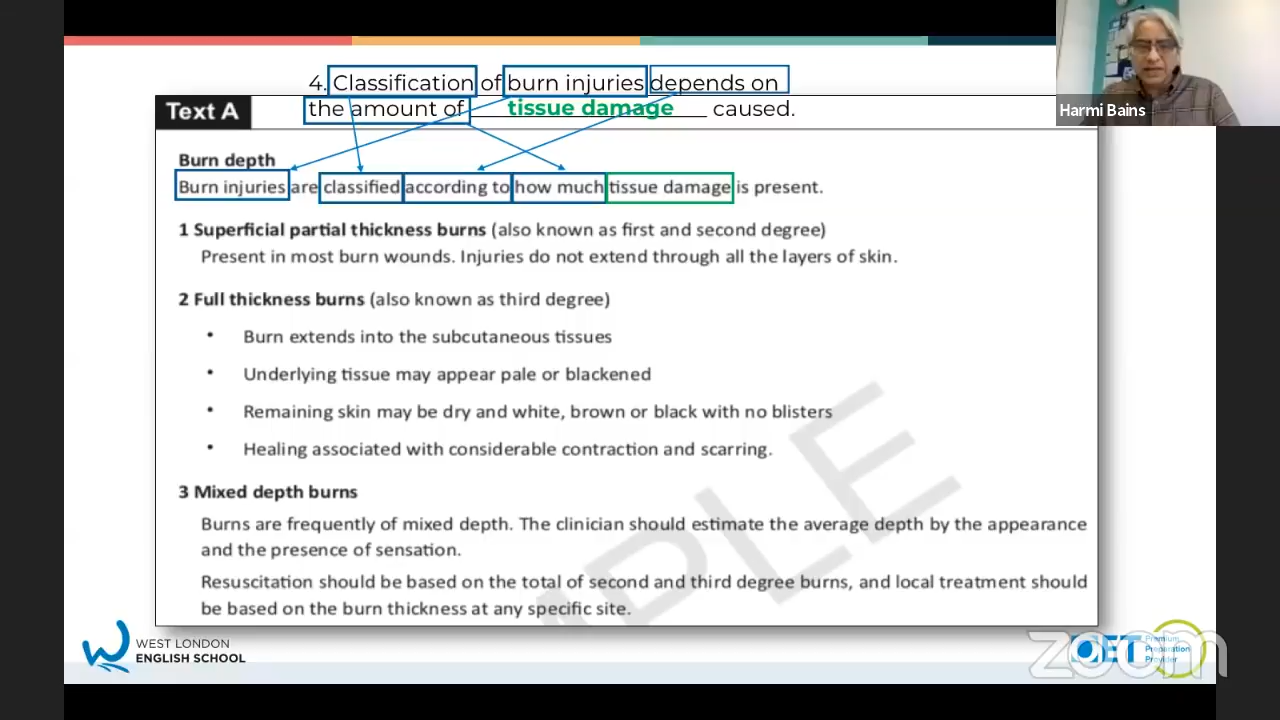 4. Classification of burn injuries depends on
the amount of tissue damage caused.
Harmi Bains
Text A
Burn depth
Burn injuries are classified according to how much tissue damage is present.
1 Superficial partial thickness burns (also known as first and second degree)
Present in most burn wounds. Injuries do not extend through all the layers of skin.
2 Full thickness burns (also known as third degree)
• Burn extends into the subcutaneous tissues
• Underlying tissue may appear pale or blackened
• Remaining skin may be dry and white, brown or black with no blisters
• Healing associated with considerable contraction and scarring.
3 Mixed depth burns
Burns are frequently of mixed depth. The clinician should estimate the average depth by the appearance
and the presence of sensation.
Resuscitation should be based on the total of second and third degree burns, and local treatment should
be based on the burn thickness at any specific site.
WEST LONDON
ENGLISH SCHOOL
OET
Premium
Preparation
Provider
zoom